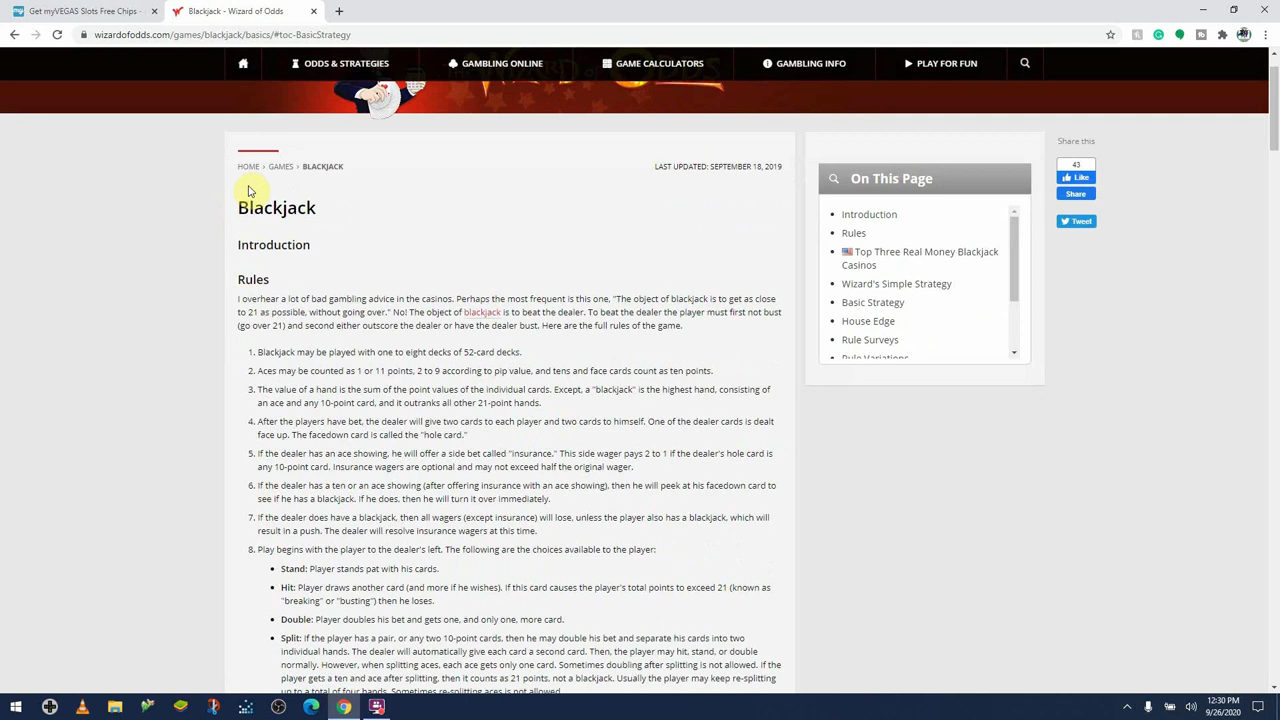 Get myVEGAS Slots Free Chips -
Blackjack - Wizard of Odds
wizardofodds.com/games/blackjack/basics/#toc-BasicStrategy
ODDS & STRATEGIES
GAMBLING ONLINE
GAME CALCULATORS
GAMBLING INFO
PLAY FOR FUN
HOME › GAMES › BLACKJACK
LAST UPDATED: SEPTEMBER 18, 2019
Blackjack
Introduction
Rules
I overhear a lot of bad gambling advice in the casinos. Perhaps the most frequent is this one, "The object of blackjack is to get as close
to 21 as possible, without going over." No! The object of blackjack is to beat the dealer. To beat the dealer the player must first not bust
(go over 21) and second either outscore the dealer or have the dealer bust. Here are the full rules of the game.
1. Blackjack may be played with one to eight decks of 52-card decks.
2. Aces may be counted as 1 or 11 points, 2 to 9 according to pip value, and tens and face cards count as ten points.
3. The value of a hand is the sum of the point values of the individual cards. Except, a "blackjack" is the highest hand, consisting of
an ace and any 10-point card, and it outranks all other 21-point hands.
4. After the players have bet, the dealer will give two cards to each player and two cards to himself. One of the dealer cards is dealt
face up. The facedown card is called the "hole card."
5. If the dealer has an ace showing, he will offer a side bet called "insurance." This side wager pays 2 to 1 if the dealer's hole card is
any 10-point card. Insurance wagers are optional and may not exceed half the original wager.
6. If the dealer has a ten or an ace showing (after offering insurance with an ace showing), then he will peek at his facedown card to
see if he has a blackjack. If he does, then he will turn it over immediately.
7. If the dealer does have a blackjack, then all wagers (except insurance) will lose, unless the player also has a blackjack, which will
result in a push. The dealer will resolve insurance wagers at this time.
8. Play begins with the player to the dealer's left. The following are the choices available to the player:
• Stand: Player stands pat with his cards.
• Hit: Player draws another card (and more if he wishes). If this card causes the player's total points to exceed 21 (known as
"breaking" or "busting") then he loses.
• Double: Player doubles his bet and gets one, and only one, more card.
• Split: If the player has a pair, or any two 10-point cards, then he may double his bet and separate his cards into two
individual hands. The dealer will automatically give each card a second card. Then, the player may hit, stand, or double
normally. However, when splitting aces, each ace gets only one card. Sometimes doubling after splitting is not allowed. If the
player gets a ten and ace after splitting, then it counts as 21 points, not a blackjack. Usually the player may keep re-splitting
up to a total of four hands. Sometimes re-splitting aces is not allowed.
On This Page
• Introduction
• Rules
• Top Three Real Money Blackjack
Casinos
• Wizard's Simple Strategy
• Basic Strategy
• House Edge
• Rule Surveys
• Rule Variations
Share this
43
Like
Share
Tweet
12:30 PM
9/26/2020